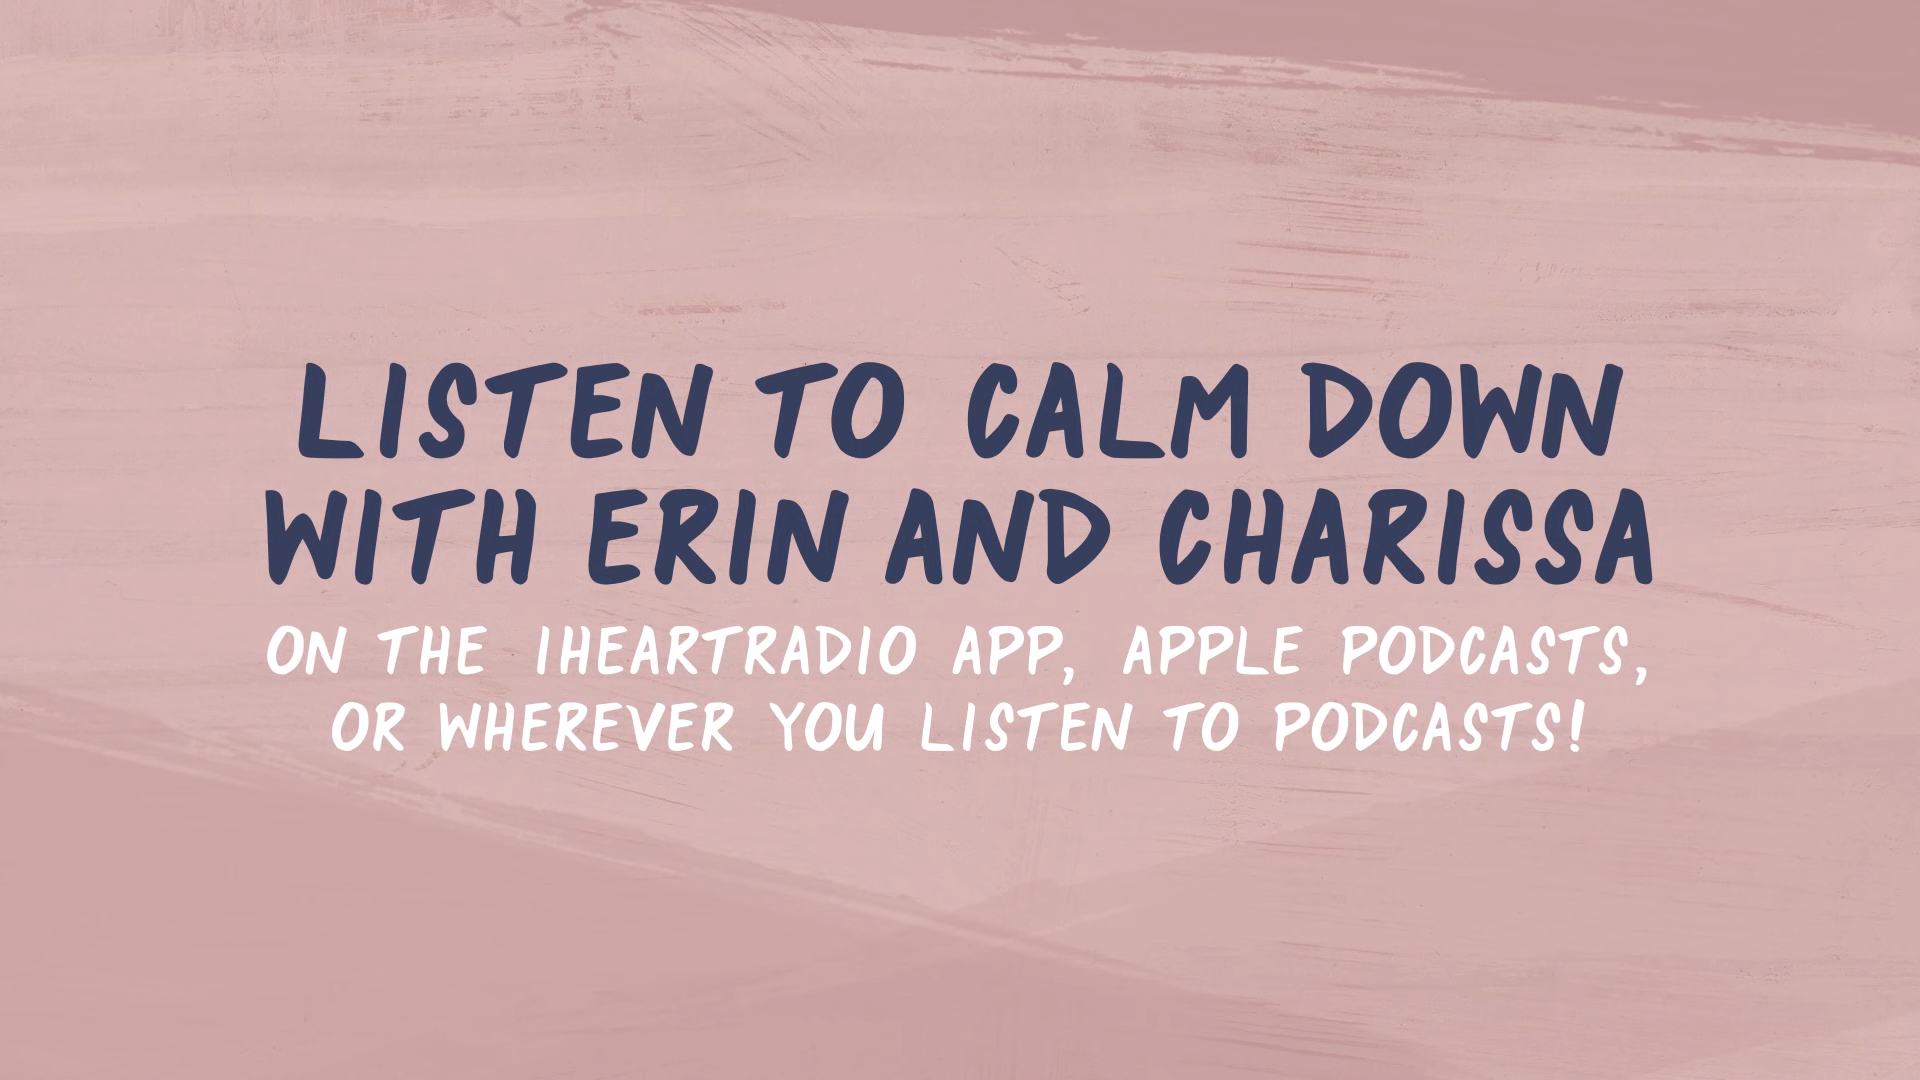 LISTEN TO CALM DOWN
WITH ERIN AND CHARISSA
ON THE IHEARTRADIO APP, APPLE PODCASTS,
OR WHEREVER YOU LISTEN TO PODCASTS!